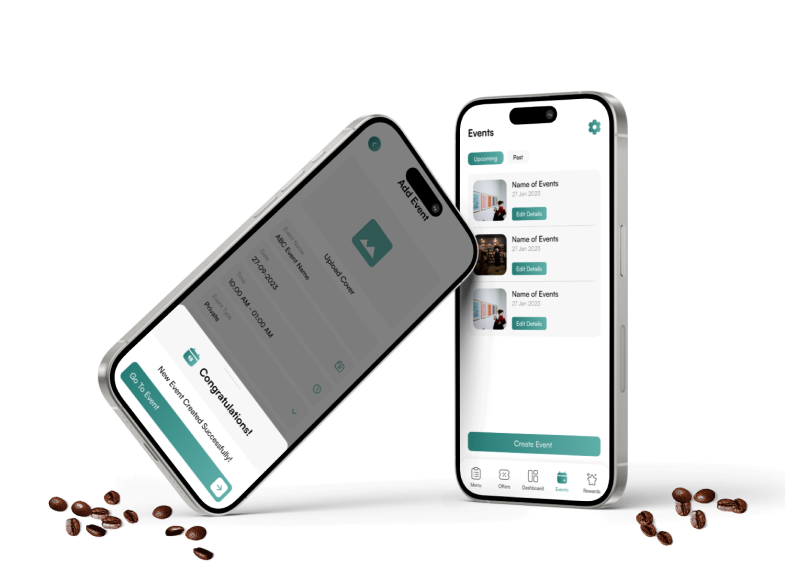 Add Event
Upload Cover
Event Name
ABC Event Name
Date
27-09-2023
Time
10:00 AM - 01:00 AM
Event Type
Private
Congratulations!
New Event Created Successfully!
Go To Event
Events
Upcoming
Past
Name of Events
27 Jan 2023
Edit Details
Name of Events
27 Jan 2023
Edit Details
Name of Events
27 Jan 2023
Edit Details
Create Event
Menu
Offers
Dashboard
Events
Rewards